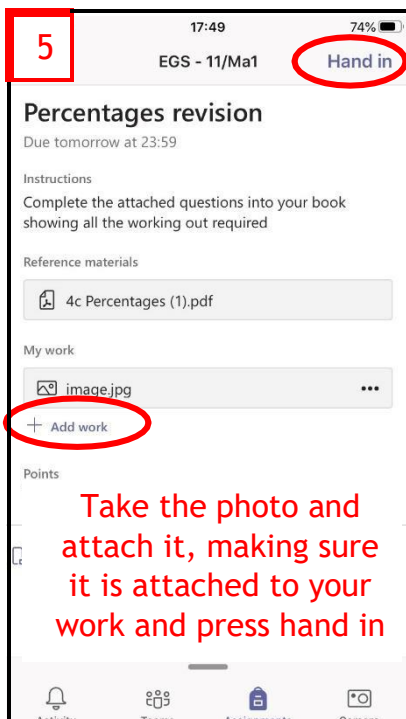 5
17:49
74%
EGS - 11/Ma1
Hand in
Percentages revision
Due tomorrow at 23:59
Instructions
Complete the attached questions into your book
showing all the working out required
Reference materials
4c Percentages (1).pdf
My work
image.jpg
+ Add work
Points
Take the photo and
attach it, making sure
it is attached to your
work and press hand in